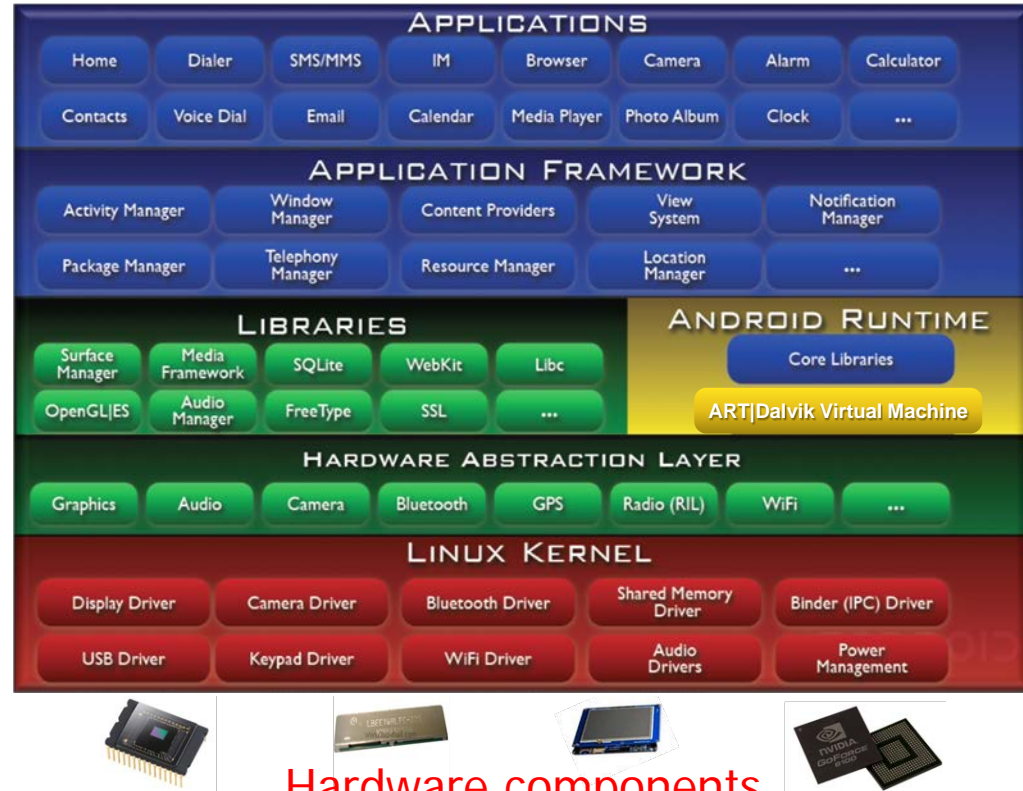 APPLICATIONS
Home Dialer SMS/MMS IM Browser Camera Alarm Calculator
Contacts Voice Dial Email Calendar Media Player Photo Album Clock ...
APPLICATION FRAMEWORK
Activity Manager Window Manager Content Providers View System Notification Manager
Package Manager Telephony Manager Resource Manager Location Manager ...
LIBRARIES
Surface Manager Media Framework SQLite WebKit Libc
OpenGL|ES Audio Manager FreeType SSL ...
ANDROID RUNTIME
Core Libraries
ART|Dalvik Virtual Machine
HARDWARE ABSTRACTION LAYER
Graphics Audio Camera Bluetooth GPS Radio (RIL) WiFi ...
LINUX KERNEL
Display Driver Camera Driver Bluetooth Driver Shared Memory Driver Binder (IPC) Driver
USB Driver Keypad Driver WiFi Driver Audio Drivers Power Management
NVIDIA
GOFORCE
Hardware components